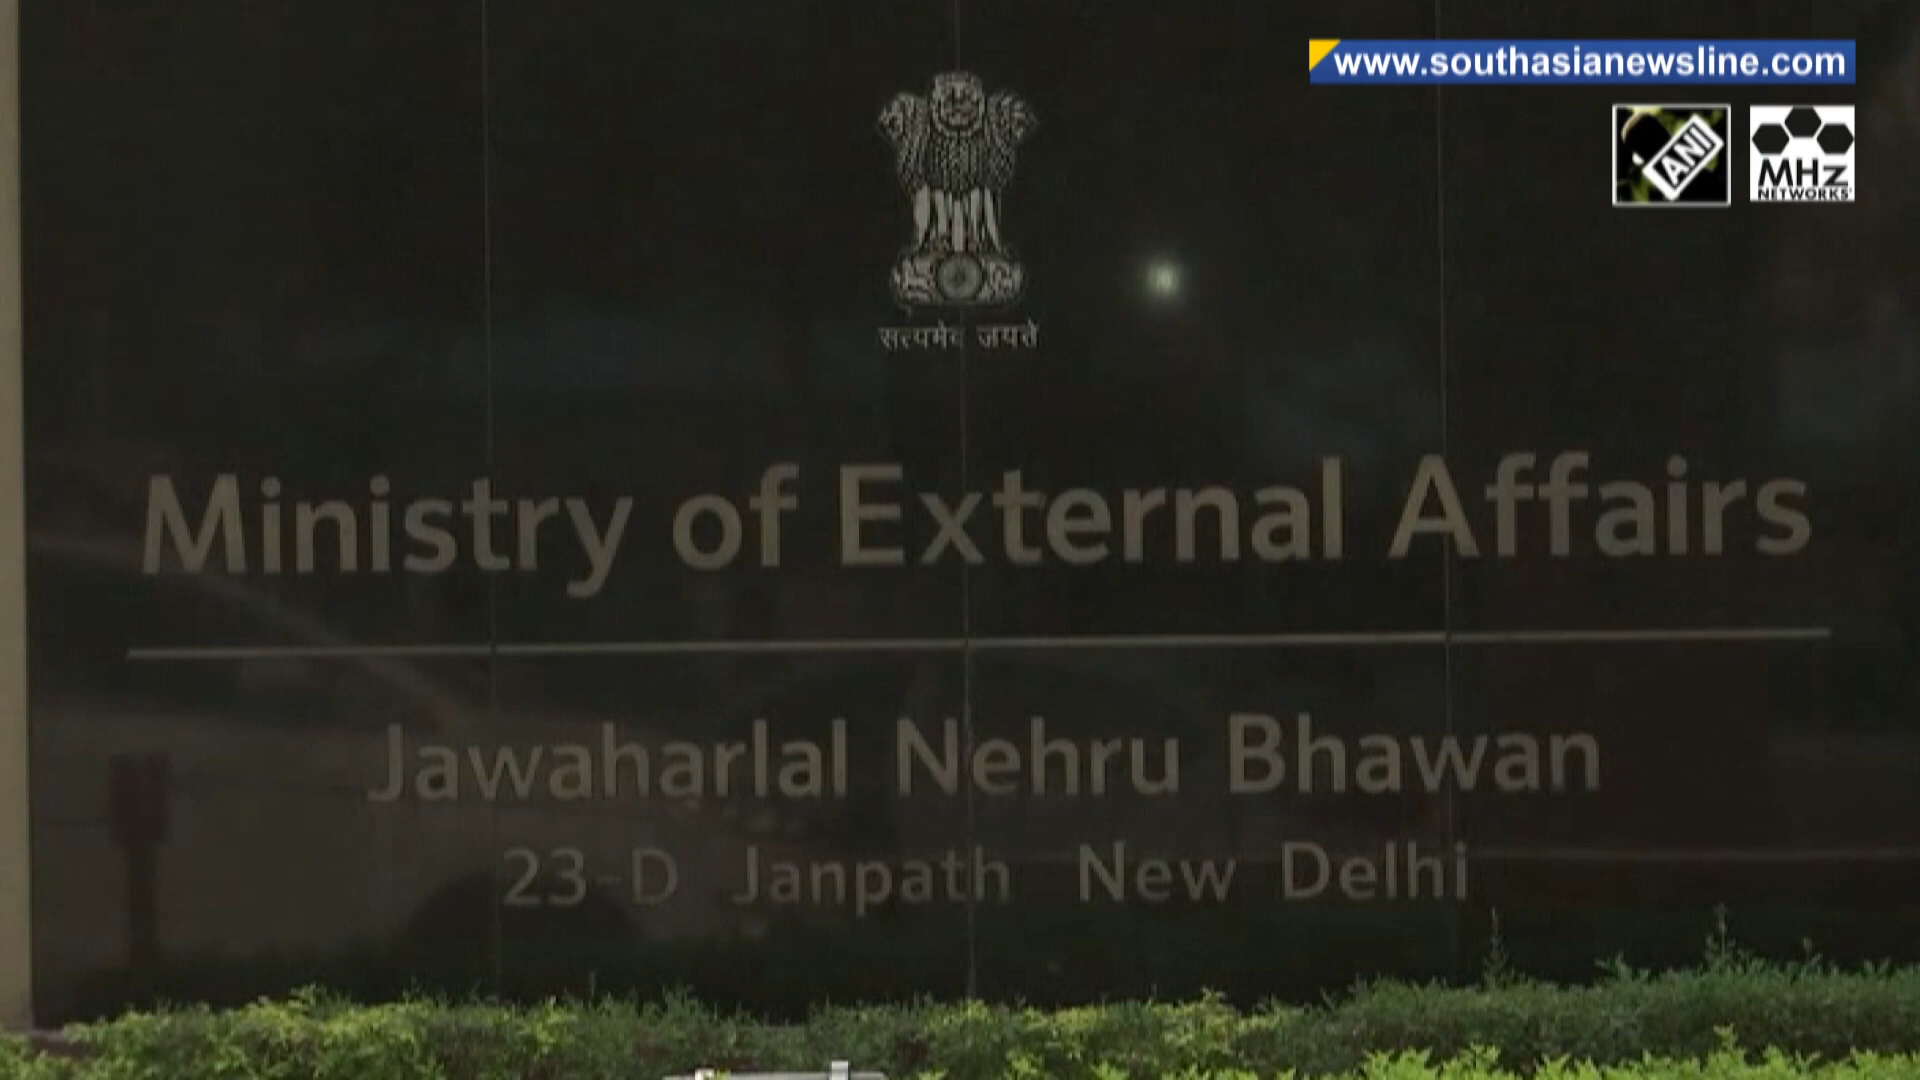 www.southasianewsline.com
ANI
MHz
NETWORKS
सत्यमेव जयते
Ministry of External Affairs
Jawaharlal Nehru Bhawan
23-D Janpath New Delhi